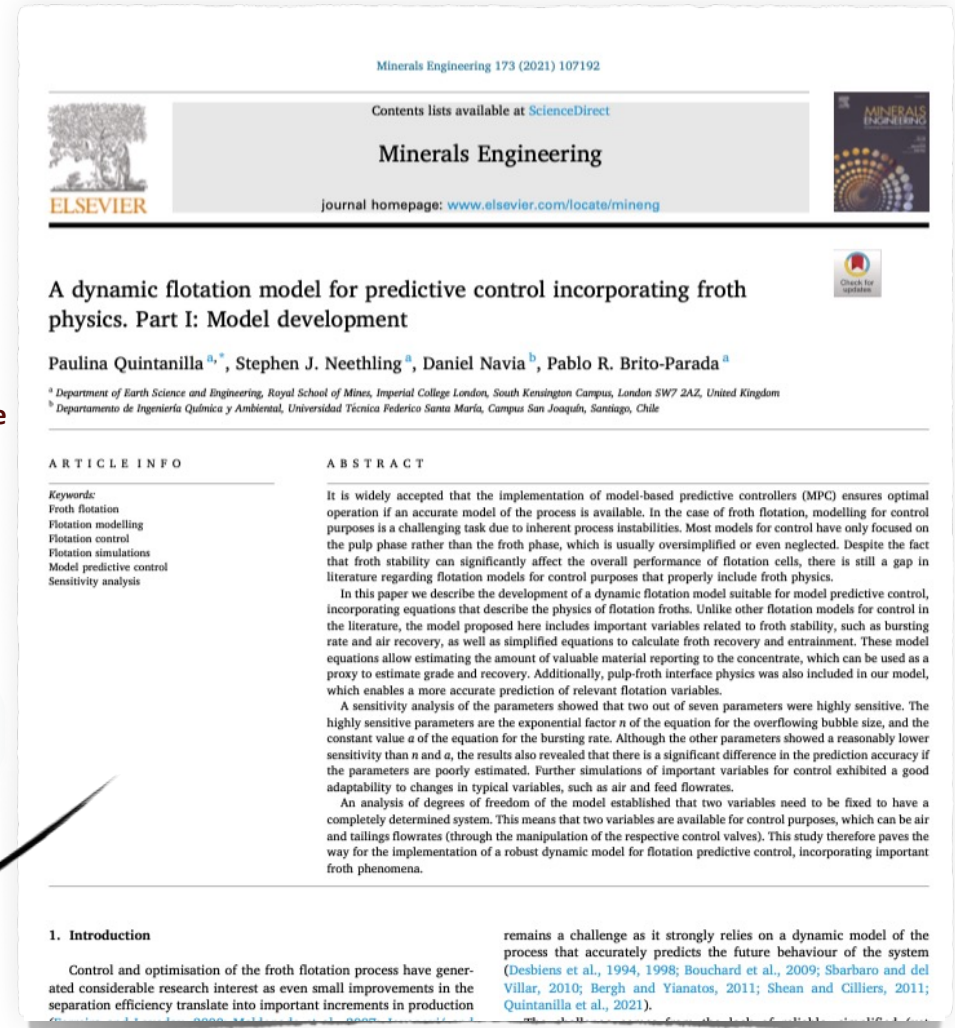 Minerals Engineering 173 (2021) 107192
Contents lists available at ScienceDirect
Minerals Engineering
journal homepage: www.elsevier.com/locate/mineng
ELSEVIER
MINERALS
ENGINEERING
Check for
updates
A dynamic flotation model for predictive control incorporating froth
physics. Part I: Model development
Paulina Quintanilla a,*, Stephen J. Neethling a, Daniel Navia b, Pablo R. Brito-Parada a
a Department of Earth Science and Engineering, Royal School of Mines, Imperial College London, South Kensington Campus, London SW7 2AZ, United Kingdom
b Departamento de Ingeniería Química y Ambiental, Universidad Técnica Federico Santa María, Campus San Joaquín, Santiago, Chile
e
ARTICLE INFO
Keywords:
Froth flotation
Flotation modelling
Flotation control
Flotation simulations
Model predictive control
Sensitivity analysis
ABSTRACT
It is widely accepted that the implementation of model-based predictive controllers (MPC) ensures optimal
operation if an accurate model of the process is available. In the case of froth flotation, modelling for control
purposes is a challenging task due to inherent process instabilities. Most models for control have only focused on
the pulp phase rather than the froth phase, which is usually oversimplified or even neglected. Despite the fact
that froth stability can significantly affect the overall performance of flotation cells, there is still a gap in
literature regarding flotation models for control purposes that properly include froth physics.
In this paper we describe the development of a dynamic flotation model suitable for model predictive control,
incorporating equations that describe the physics of flotation froths. Unlike other flotation models for control in
the literature, the model proposed here includes important variables related to froth stability, such as bursting
rate and air recovery, as well as simplified equations to calculate froth recovery and entrainment. These model
equations allow estimating the amount of valuable material reporting to the concentrate, which can be used as a
proxy to estimate grade and recovery. Additionally, pulp-froth interface physics was also included in our model,
which enables a more accurate prediction of relevant flotation variables.
A sensitivity analysis of the parameters showed that two out of seven parameters were highly sensitive. The
highly sensitive parameters are the exponential factor n of the equation for the overflowing bubble size, and the
constant value a of the equation for the bursting rate. Although the other parameters showed a reasonably lower
sensitivity than n and a, the results also revealed that there is a significant difference in the prediction accuracy if
the parameters are poorly estimated. Further simulations of important variables for control exhibited a good
adaptability to changes in typical variables, such as air and feed flowrates.
An analysis of degrees of freedom of the model established that two variables need to be fixed to have a
completely determined system. This means that two variables are available for control purposes, which can be air
and tailings flowrates (through the manipulation of the respective control valves). This study therefore paves the
way for the implementation of a robust dynamic model for flotation predictive control, incorporating important
froth phenomena.
1. Introduction
Control and optimisation of the froth flotation process have gener-
ated considerable research interest as even small improvements in the
separation efficiency translate into important increments in production
remains a challenge as it strongly relies on a dynamic model of the
process that accurately predicts the future behaviour of the system
(Desbiens et al., 1994, 1998; Bouchard et al., 2009; Sbarbaro and del
Villar, 2010; Bergh and Yianatos, 2011; Shean and Cilliers, 2011;
Quintanilla et al., 2021).